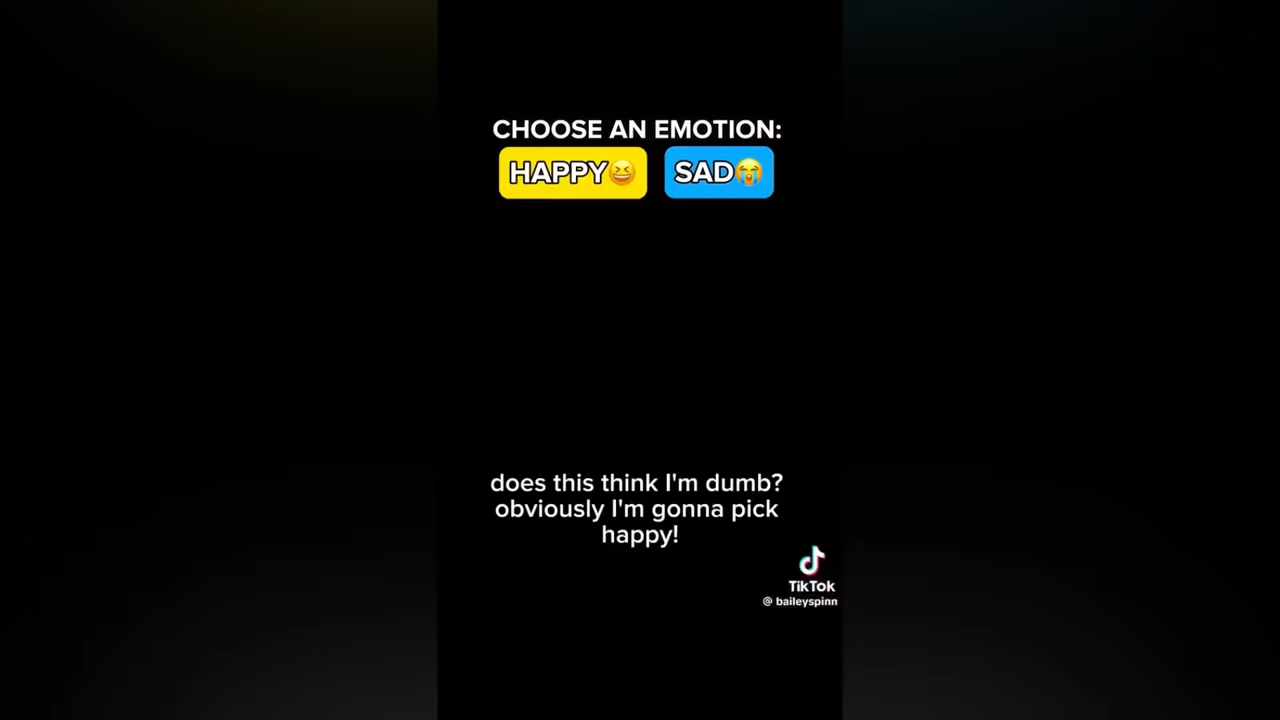 CHOOSE AN EMOTION:
HAPPY😆 SAD😭
does this think I'm dumb?
obviously I'm gonna pick
happy!
TikTok
@ baileyspinn